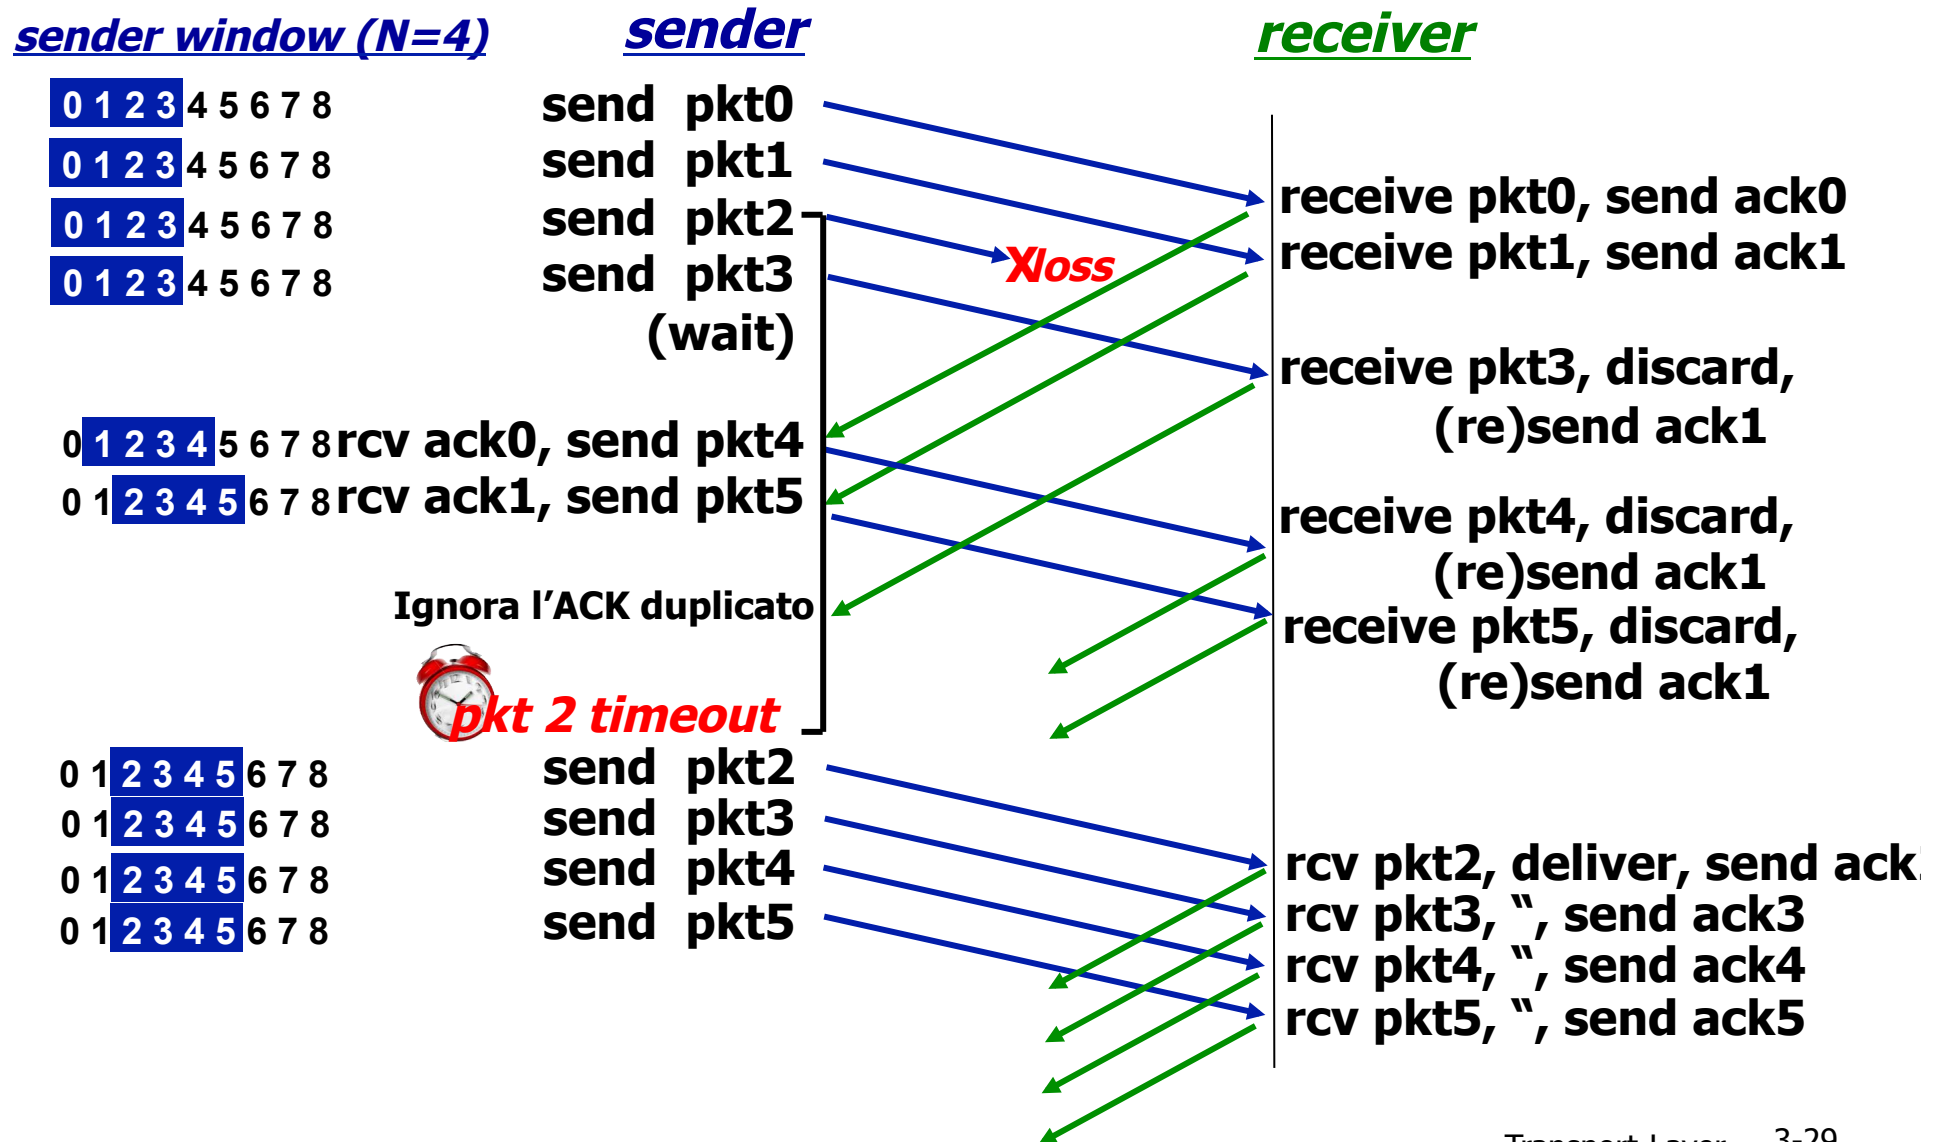 sender window (N=4) sender receiver
0 1 2 3 4 5 6 7 8 send pkt0
0 1 2 3 4 5 6 7 8 send pkt1
receive pkt0, send ack0
0 1 2 3 4 5 6 7 8 send pkt2
receive pkt1, send ack1
Xloss
0 1 2 3 4 5 6 7 8 send pkt3
(wait)
receive pkt3, discard,
(re)send ack1
0 1 2 3 4 5 6 7 8 rcv ack0, send pkt4
0 1 2 3 4 5 6 7 8 rcv ack1, send pkt5
receive pkt4, discard,
(re)send ack1
Ignora l’ACK duplicato
receive pkt5, discard,
(re)send ack1
pkt 2 timeout
0 1 2 3 4 5 6 7 8 send pkt2
0 1 2 3 4 5 6 7 8 send pkt3
0 1 2 3 4 5 6 7 8 send pkt4
0 1 2 3 4 5 6 7 8 send pkt5
rcv pkt2, deliver, send ack
rcv pkt3, “, send ack3
rcv pkt4, “, send ack4
rcv pkt5, “, send ack5
Transport Layer 3-29